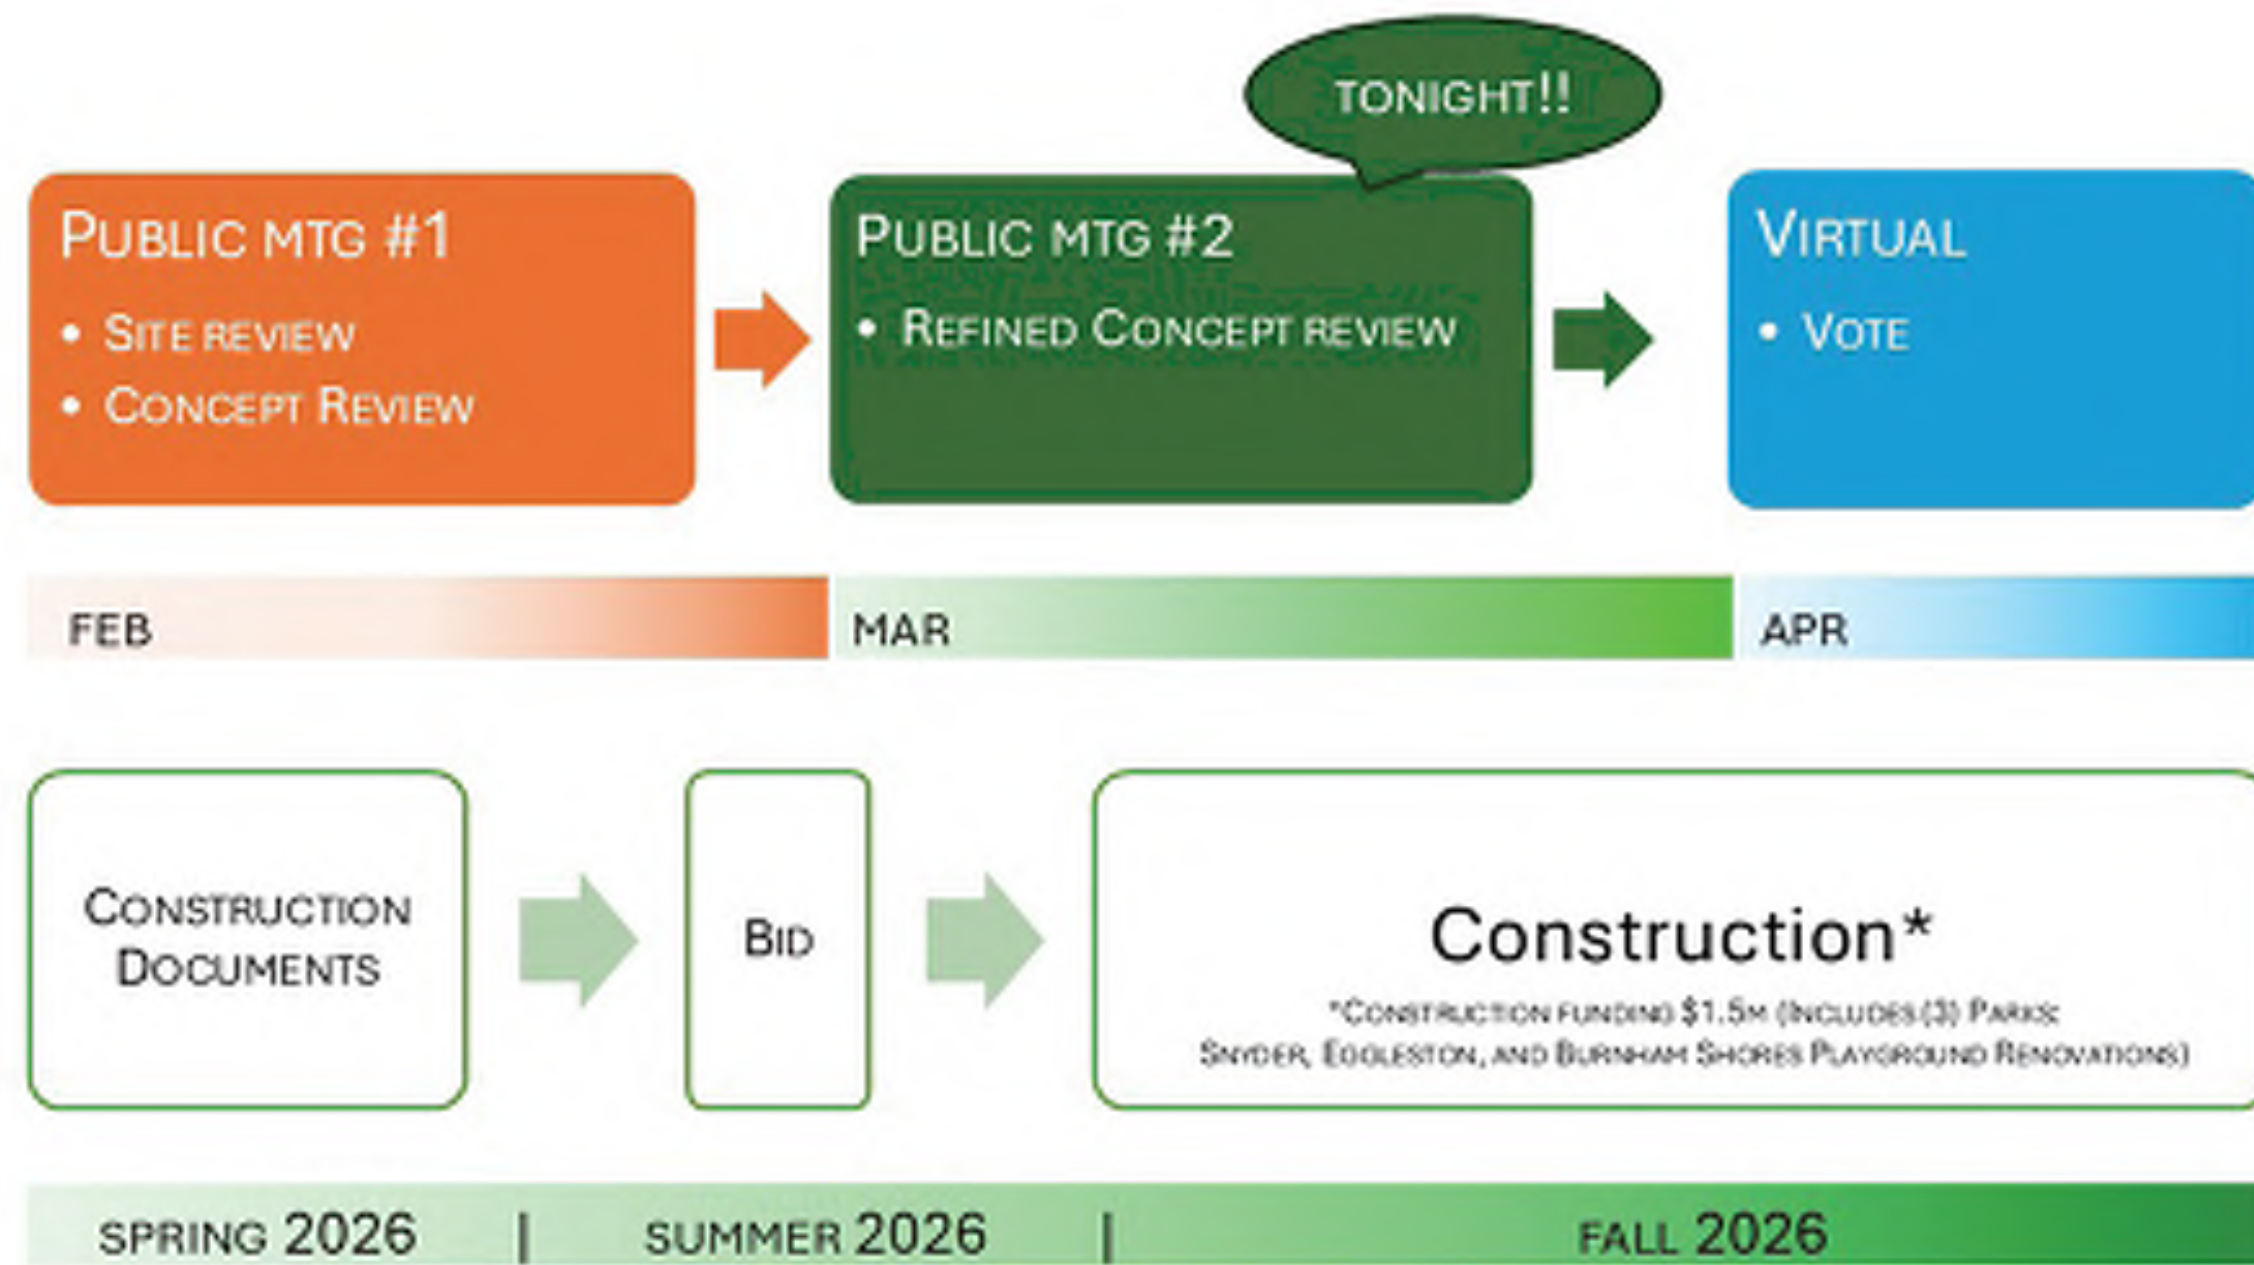 TONIGHT!!
PUBLIC MTG #1
• SITE REVIEW
• CONCEPT REVIEW
PUBLIC MTG #2
• REFINED CONCEPT REVIEW
VIRTUAL
• VOTE
FEB
MAR
APR
CONSTRUCTION
DOCUMENTS
BID
Construction*
*CONSTRUCTION FUNDING $1.5M (INCLUDES (3) PARKS:
SNYDER, EGGLESTON, AND BURNHAM SHORES PLAYGROUND RENOVATIONS)
SPRING 2026 | SUMMER 2026 | FALL 2026